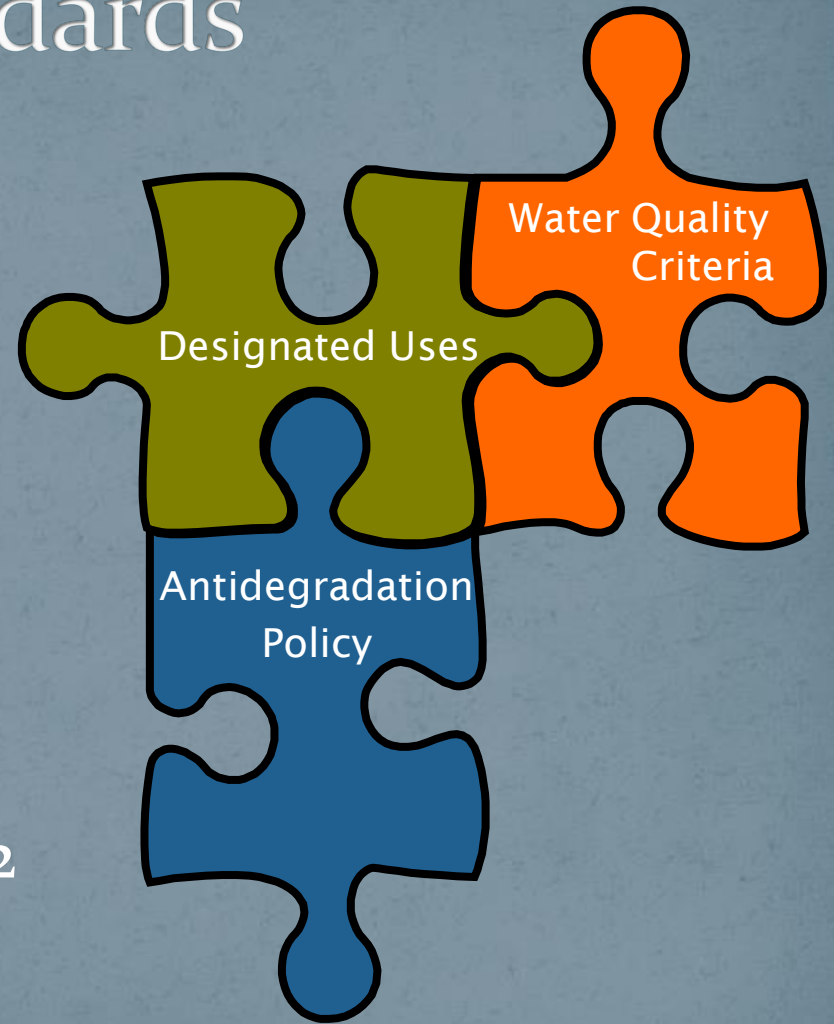 dards
Water Quality
Criteria
Designated Uses
Antidegradation
Policy
2